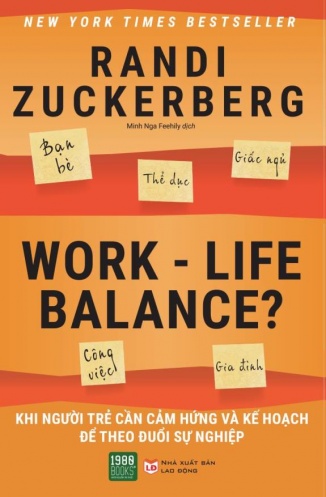 NEW YORK TIMES BESTSELLER
RANDI
ZUCKERBERG
Minh Nga Feehily dịch
Bạn
bè
Thể dục
Giấc ngủ
WORK - LIFE
BALANCE?
Công
việc
Gia đình
KHI NGƯỜI TRẺ CẦN CẢM HỨNG VÀ KẾ HOẠCH
ĐỂ THEO ĐUỔI SỰ NGHIỆP
1980
BOOKS
LĐ
NHÀ XUẤT BẢN
LAO ĐỘNG